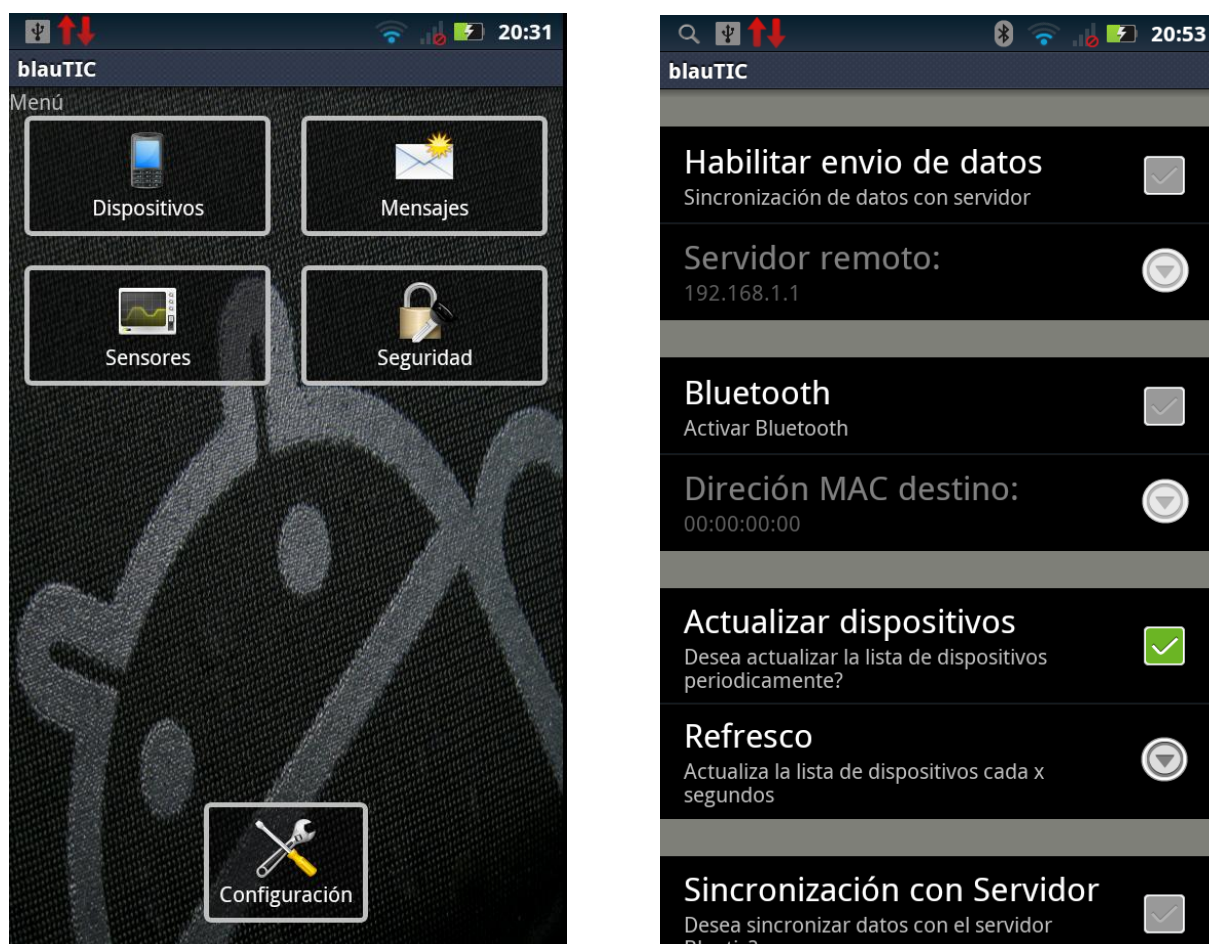 20:31
blauTIC
Menú
Dispositivos
Mensajes
Sensores
Seguridad
Configuración
20:53
blauTIC
Habilitar envio de datos
Sincronización de datos con servidor
Servidor remoto:
192.168.1.1
Bluetooth
Activar Bluetooth
Direción MAC destino:
00:00:00:00
Actualizar dispositivos
Desea actualizar la lista de dispositivos
periodicamente?
Refresco
Actualiza la lista de dispositivos cada x
segundos
Sincronización con Servidor
Desea sincronizar datos con el servidor